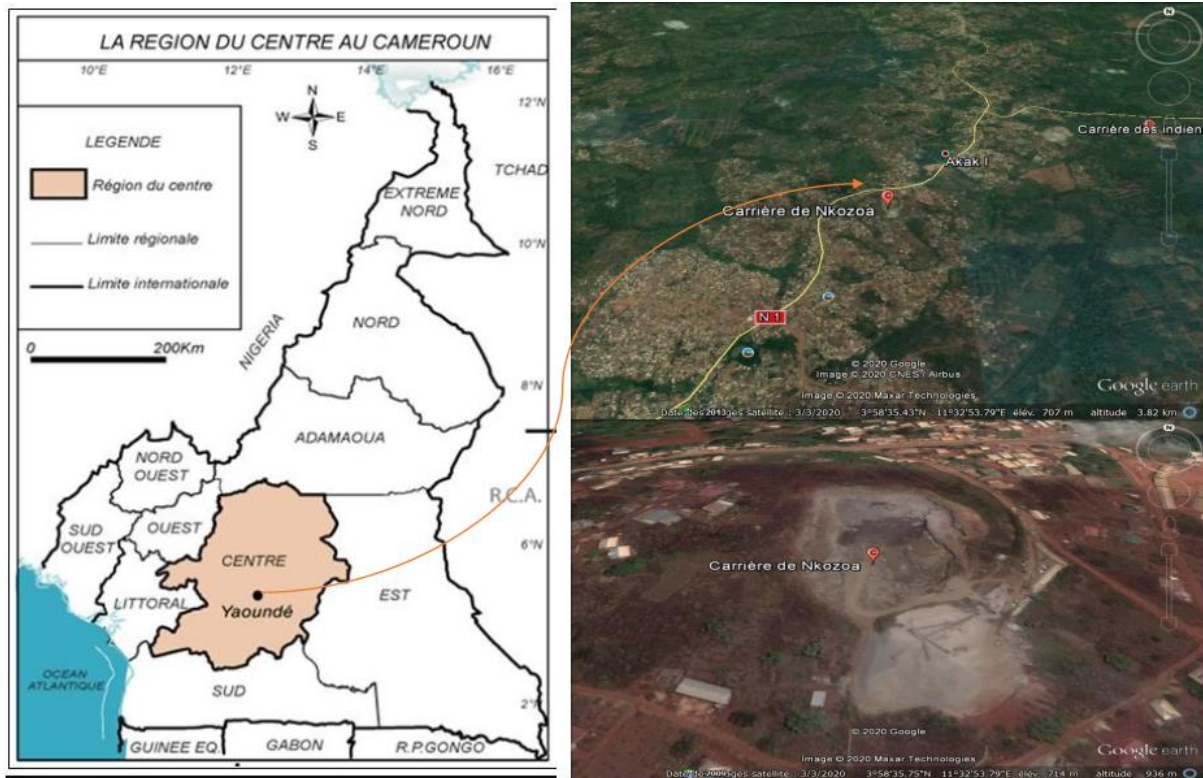 LA REGION DU CENTRE AU CAMEROUN
10°E 12°E 14°E 16°E
12°N
N
W E
S
LEGENDE
Région du centre
Limite régionale
Limite internationale
0 200Km
TCHAD
EXTREME
NORD
10°N
NIGERIA
NORD
8°N
ADAMAOUA
NORD
OUEST
R.C.A.
OUEST
SUD
OUEST
CENTRE
6°N
EST
LITTORAL
Yaoundé
OCEAN
ATLANTIQUE
SUD
2°N
GUINEE EQ. GABON R.P.GONGO
N
Carrière des indien
Akak I
C
Carrière de Nkozoa
N 1
© 2020 Google
Image © 2020 CNES / Airbus
Image © 2020 Maxar Technologies
Google earth
3/3/2020 3°58'35.43"N 11°32'53.79"E élév. 707 m altitude 3.82 km
N
C
Carrière de Nkozoa
© 2020 Google
Image © 2020 Maxar Technologies
Google earth
3/3/2020 3°58'35.75"N 11°32'53.79"E élév. 714 m altitude 936 m